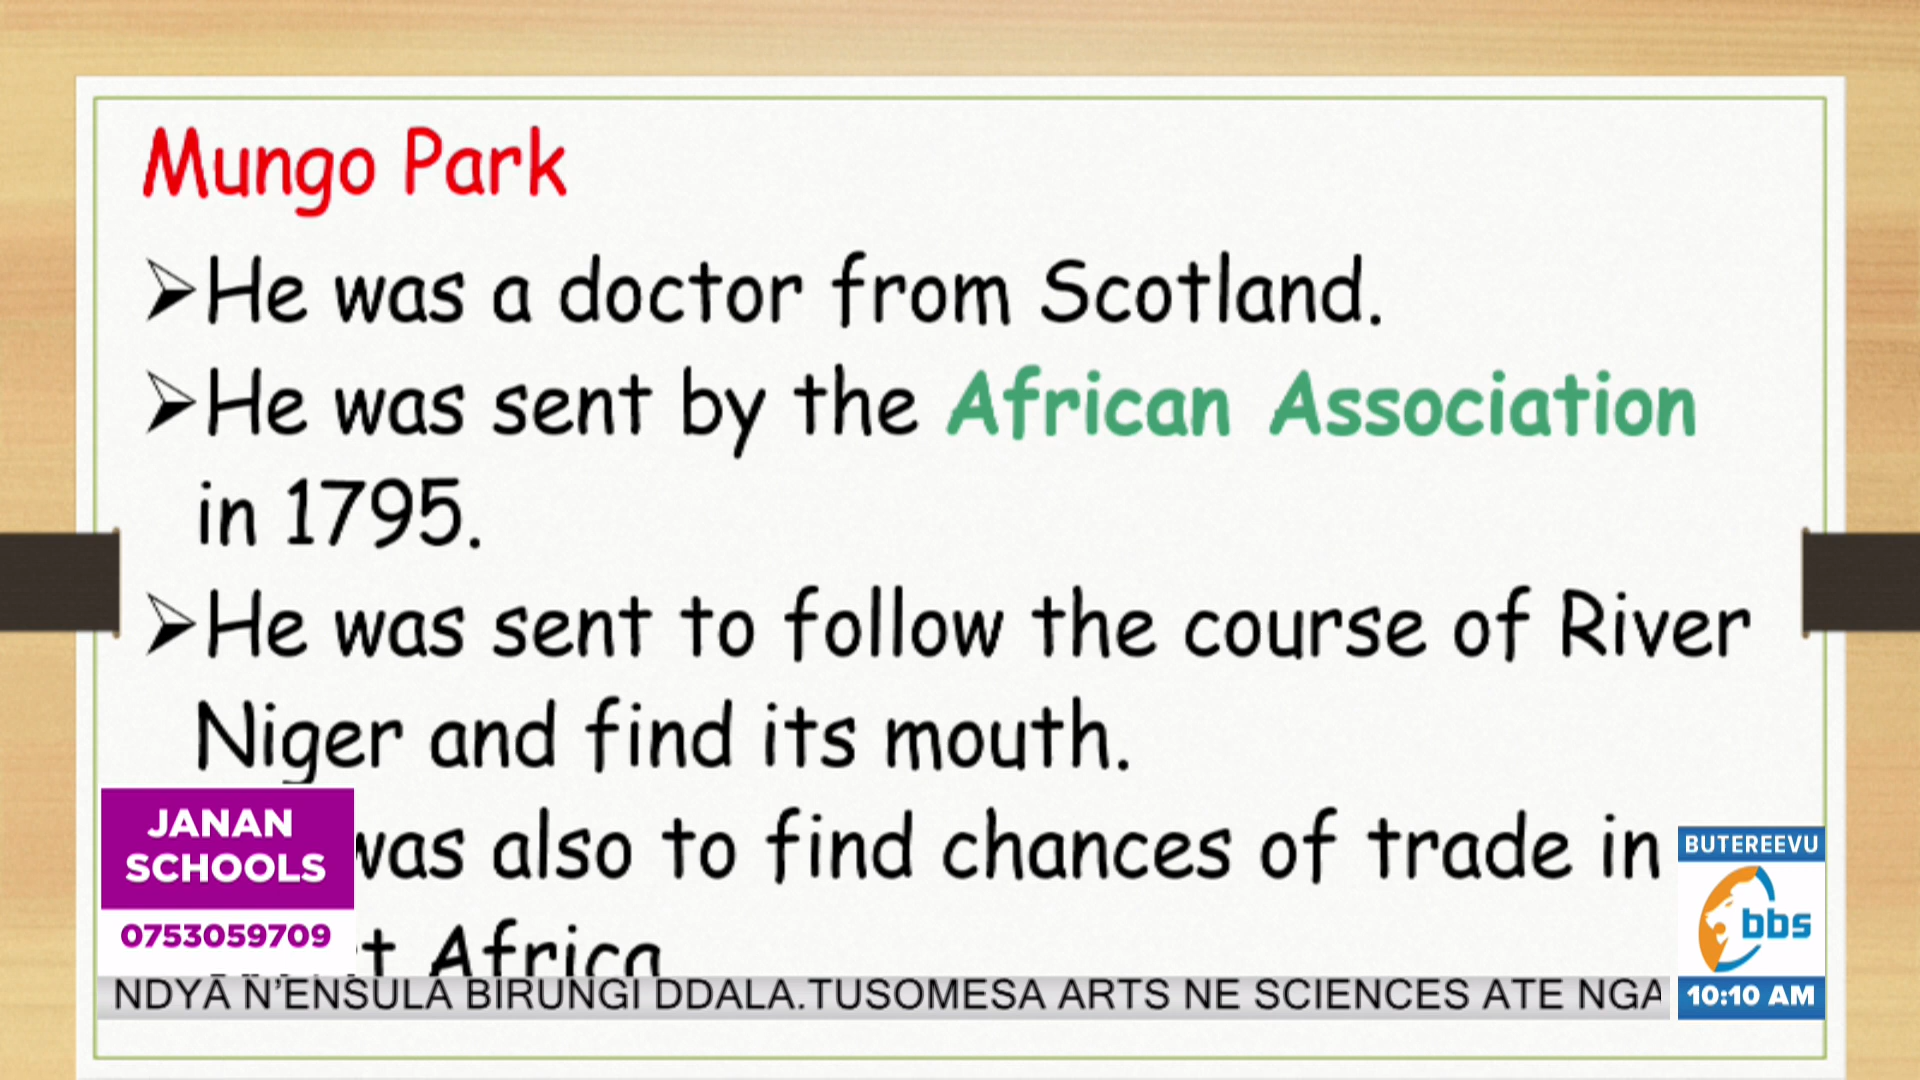 Mungo Park
➢He was a doctor from Scotland.
➢He was sent by the African Association
in 1795.
➢He was sent to follow the course of River
Niger and find its mouth.
was also to find chances of trade in
Africa
JANAN
SCHOOLS
0753059709
BUTEREEVU
bbs
10:10 AM
NDYA N'ENSULA BIRUNGI DDALA.TUSOMESA ARTS NE SCIENCES ATE NGA